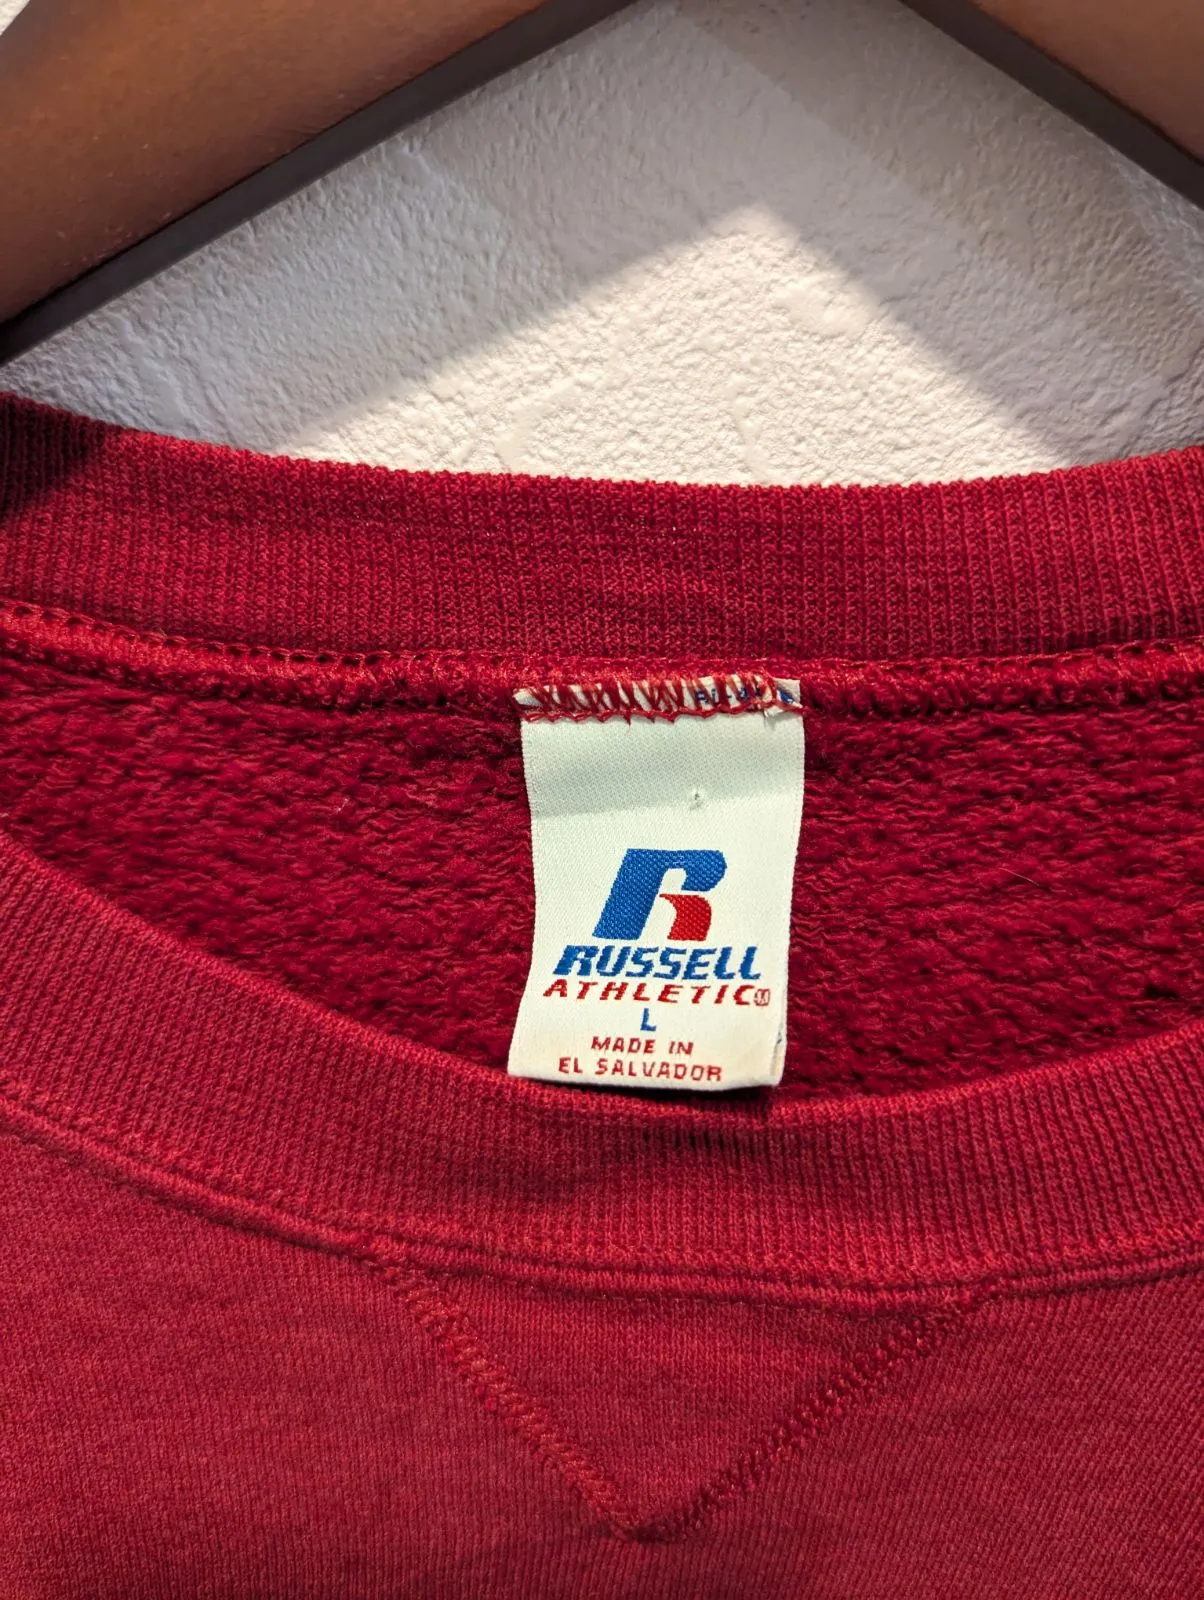 RUSSELL
ATHLETIC
L
MADE IN
EL SALVADOR